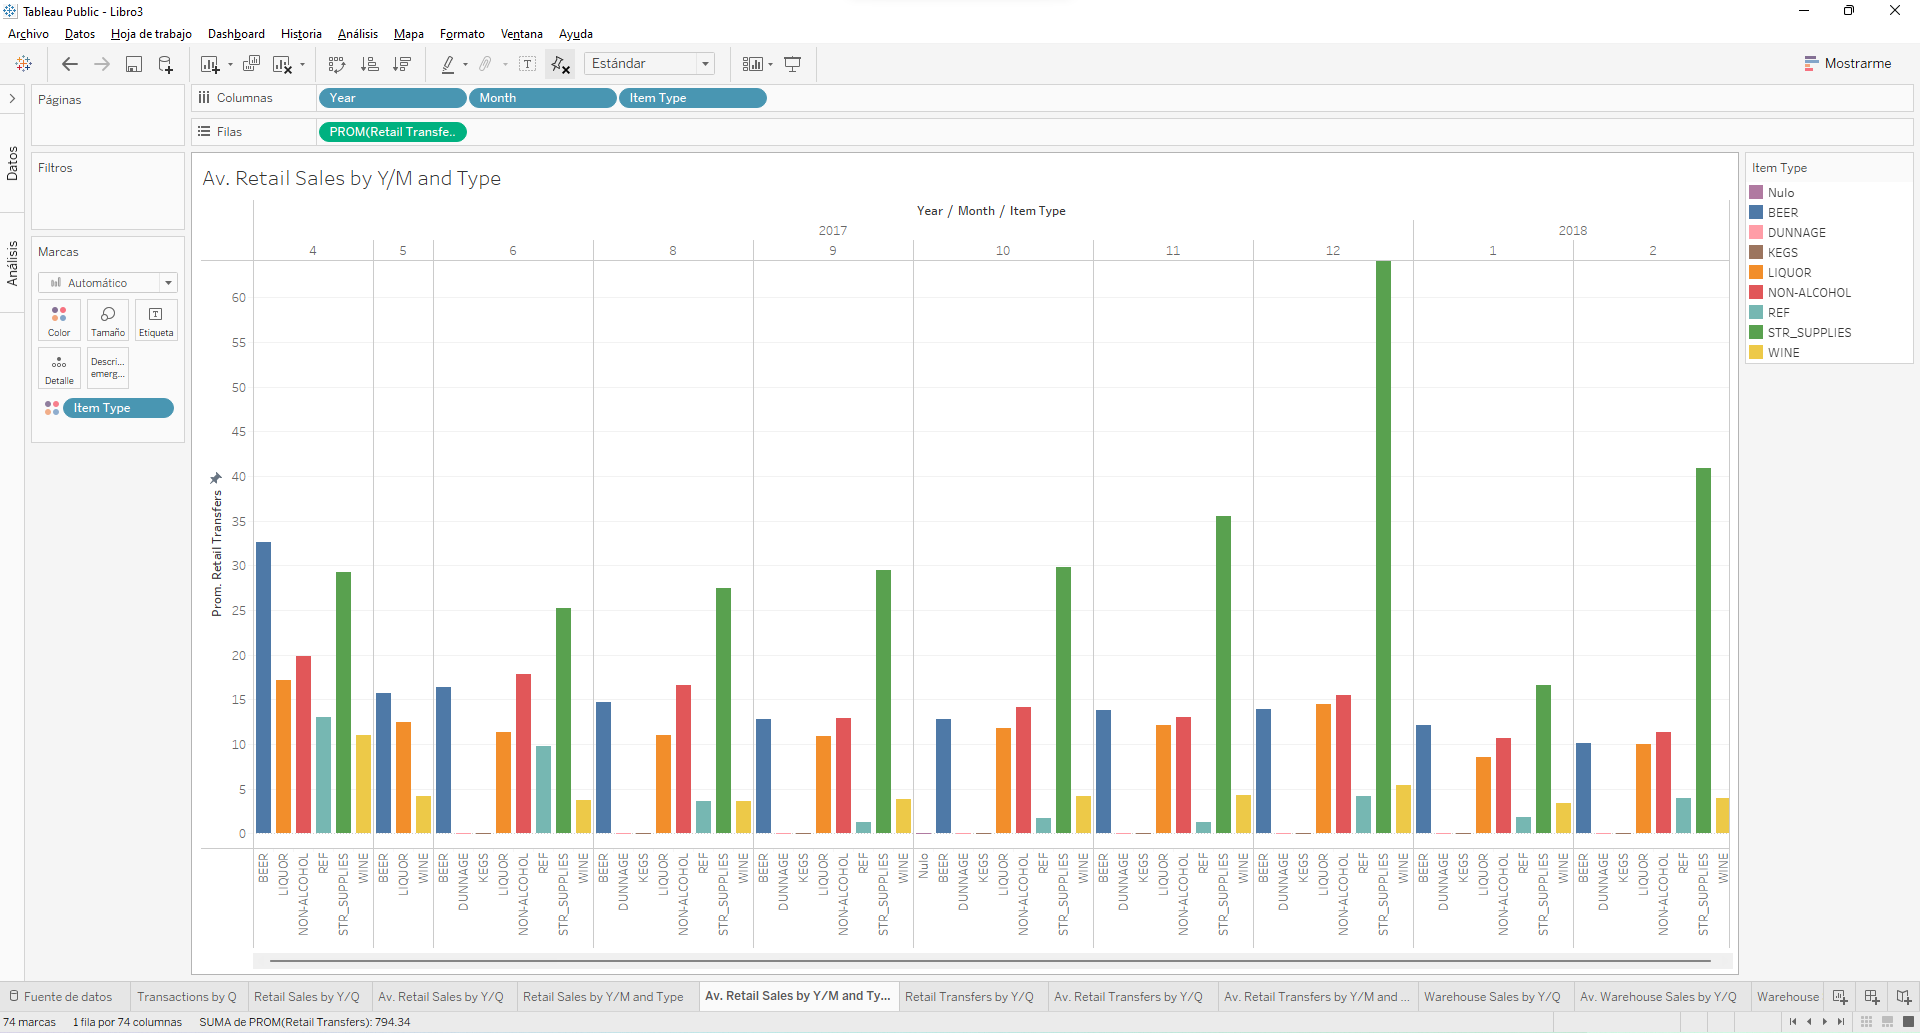 Tableau Public - Libro3
Archivo Datos Hoja de trabajo Dashboard Historia Análisis Mapa Formato Ventana Ayuda
Estándar
Mostrarme
Datos
Análisis
Páginas
Filtros
Marcas
Automático
Color Tamaño Etiqueta
Detalle Descri... emerg...
Item Type
Columnas Year Month Item Type
Filas PROM(Retail Transfe..
Av. Retail Sales by Y/M and Type
Year / Month / Item Type
2017 2018
4 5 6 8 9 10 11 12 1 2
Prom. Retail Transfers
60
55
50
45
40
35
30
25
20
15
10
5
0
BEER LIQUOR NON-ALCOHOL REF STR_SUPPLIES WINE
BEER LIQUOR WINE
BEER DUNNAGE KEGS LIQUOR NON-ALCOHOL REF STR_SUPPLIES WINE
BEER DUNNAGE KEGS LIQUOR NON-ALCOHOL REF STR_SUPPLIES WINE
BEER DUNNAGE KEGS LIQUOR NON-ALCOHOL REF STR_SUPPLIES WINE
Nulo BEER DUNNAGE KEGS LIQUOR NON-ALCOHOL REF STR_SUPPLIES WINE
BEER DUNNAGE KEGS LIQUOR NON-ALCOHOL REF STR_SUPPLIES WINE
BEER DUNNAGE KEGS LIQUOR NON-ALCOHOL REF STR_SUPPLIES WINE
BEER DUNNAGE KEGS LIQUOR NON-ALCOHOL REF STR_SUPPLIES WINE
BEER DUNNAGE KEGS LIQUOR NON-ALCOHOL REF STR_SUPPLIES WINE
Item Type
Nulo
BEER
DUNNAGE
KEGS
LIQUOR
NON-ALCOHOL
REF
STR_SUPPLIES
WINE
Fuente de datos Transactions by Q Retail Sales by Y/Q Av. Retail Sales by Y/Q Retail Sales by Y/M and Type Av. Retail Sales by Y/M and Ty... Retail Transfers by Y/Q Av. Retail Transfers by Y/Q Av. Retail Transfers by Y/M and ... Warehouse Sales by Y/Q Av. Warehouse Sales by Y/Q Warehouse
74 marcas 1 fila por 74 columnas SUMA de PROM(Retail Transfers): 794.34